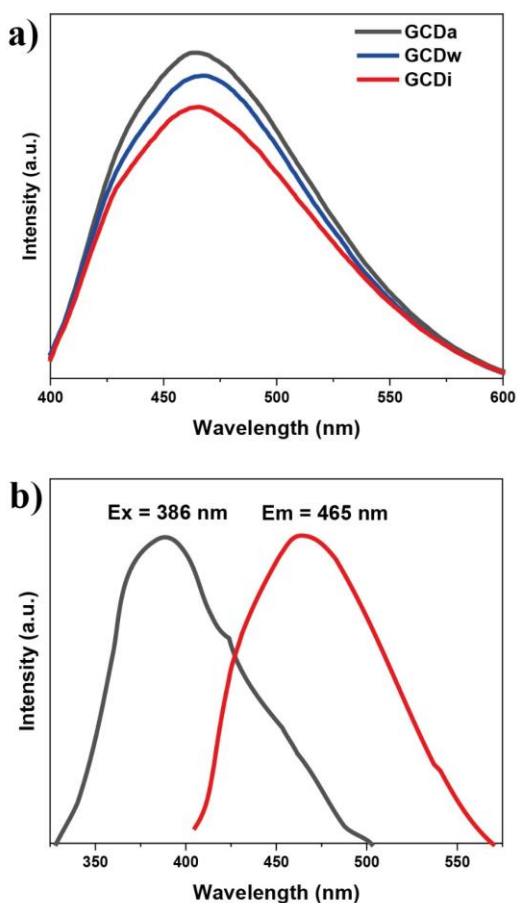 a)
GCDa
GCDw
GCDi
Intensity (a.u.)
400 450 500 550 600
Wavelength (nm)
b)
Ex = 386 nm Em = 465 nm
Intensity (a.u.)
350 400 450 500 550
Wavelength (nm)